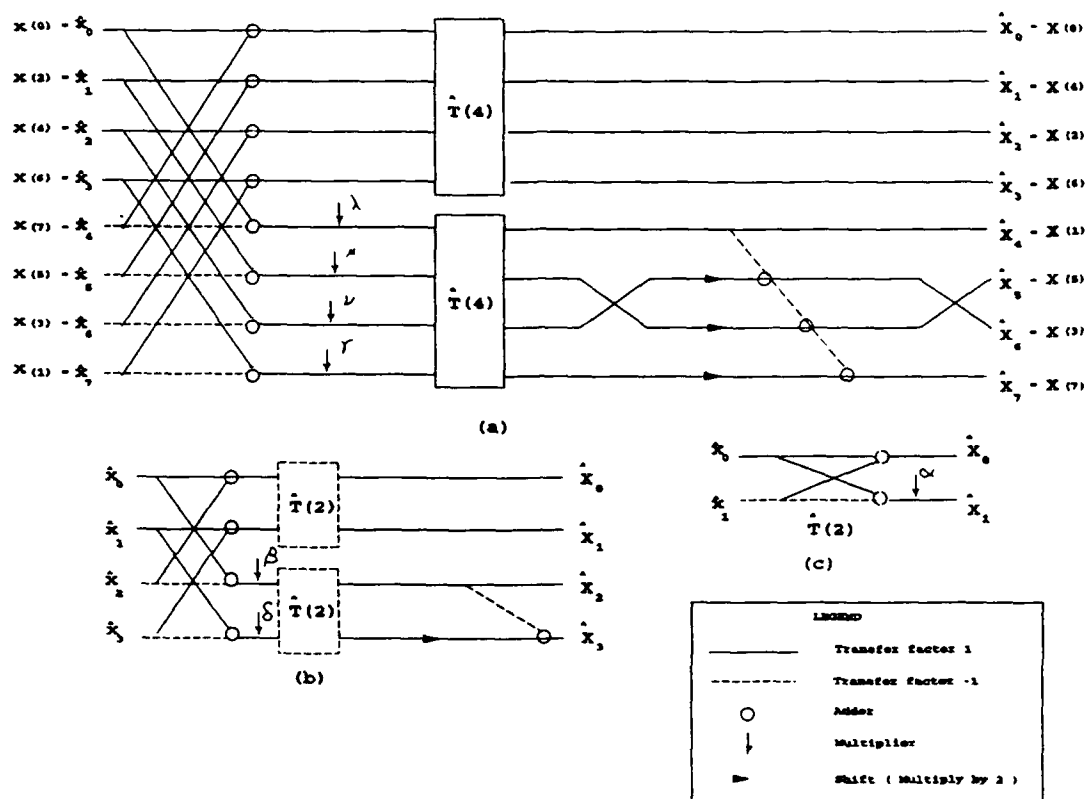 X(0) - x̂₀
X̂₀ - X(0)
X(2) - x̂₁
X̂₁ - X(4)
T̂(4)
X(4) - x̂₂
X̂₂ - X(2)
X(6) - x̂₃
X̂₃ - X(6)
X(7) - x̂₄
λ
X̂₄ - X(1)
X(5) - x̂₅
μ
T̂(4)
X̂₅ - X(5)
X(3) - x̂₆
ν
X̂₆ - X(3)
X(1) - x̂₇
γ
X̂₇ - X(7)
(a)
x̂₀
T̂(2)
X̂₀
x̂₁
X̂₁
x̂₂
β
T̂(2)
X̂₂
x̂₃
δ
X̂₃
(b)
x̂₀
X̂₀
x̂₁
α
X̂₁
T̂(2)
(c)
LEGEND
Transfer factor 1
Transfer factor -1
Adder
Multiplier
Shift ( Multiply by 2 )